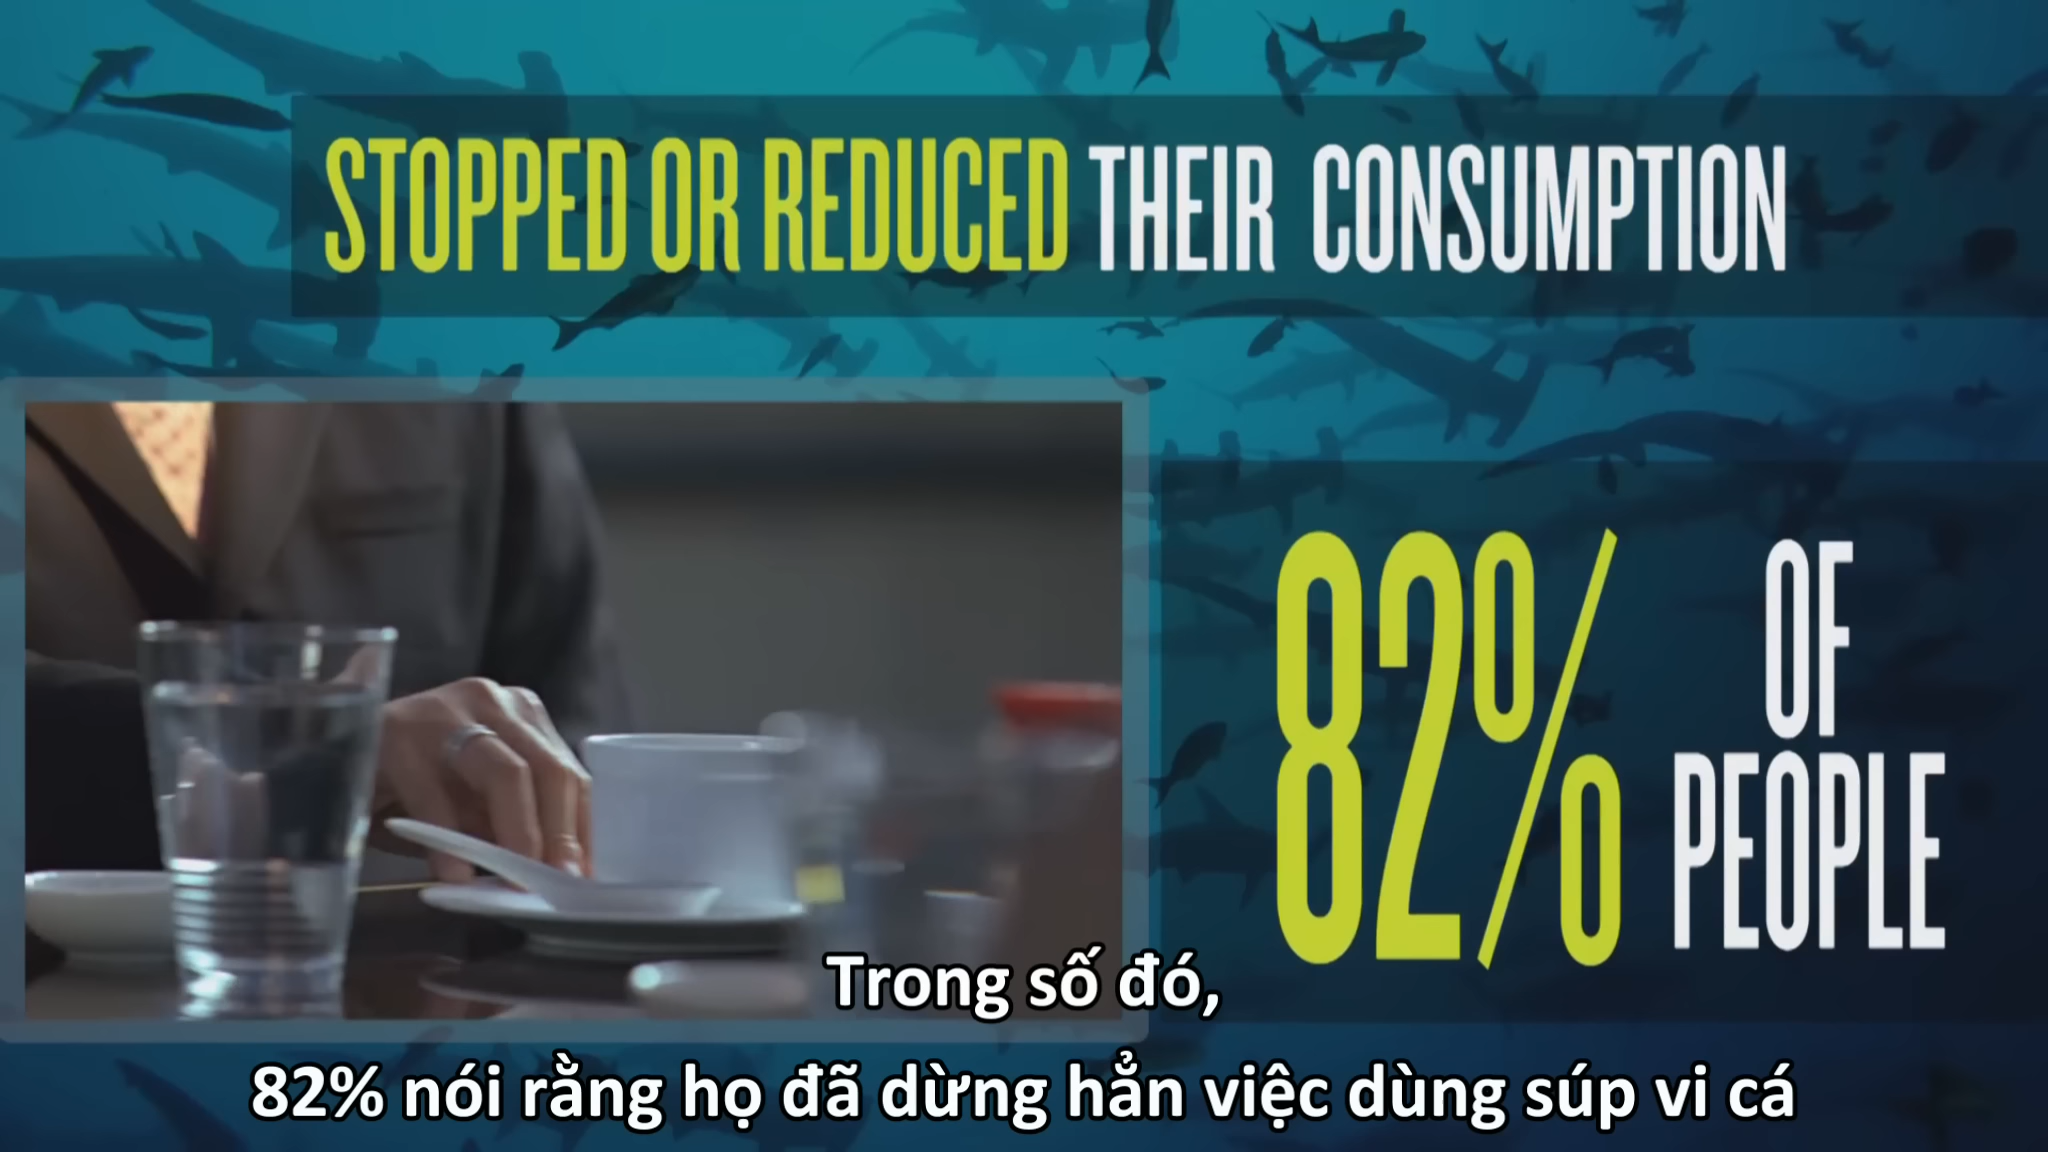 STOPPED OR REDUCED THEIR CONSUMPTION
82% OF
PEOPLE
Trong số đó,
82% nói rằng họ đã dừng hẳn việc dùng súp vi cá